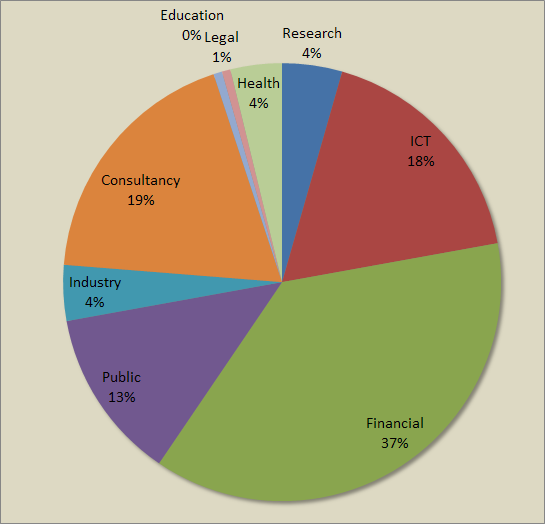 Education
0%
Legal
1%
Research
4%
Health
4%
ICT
18%
Consultancy
19%
Industry
4%
Public
13%
Financial
37%